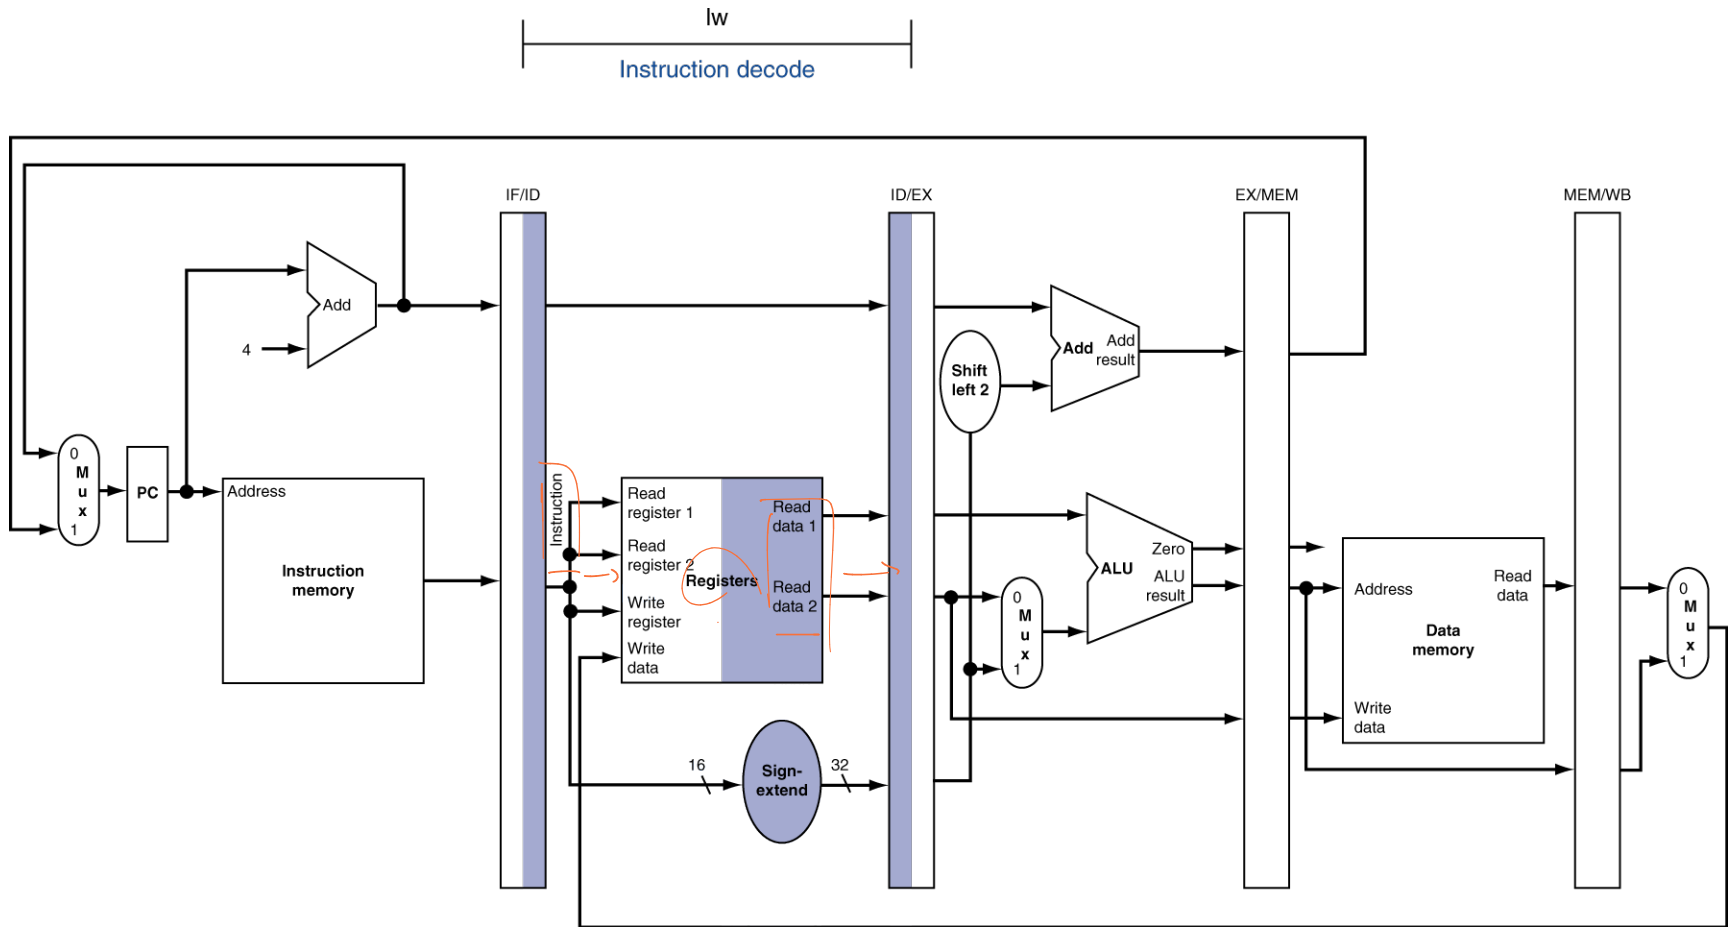 lw
Instruction decode
IF/ID
ID/EX
EX/MEM
MEM/WB
Add
4
Shift
left 2
Add
Add
result
0
M
u
x
1
PC
Address
Instruction
memory
Instruction
Read
register 1
Read
register 2
Write
register
Write
data
Registers
Read
data 1
Read
data 2
16
Sign-
extend
32
0
M
u
x
1
Zero
ALU
ALU
result
Address
Read
data
Data
memory
Write
data
0
M
u
x
1